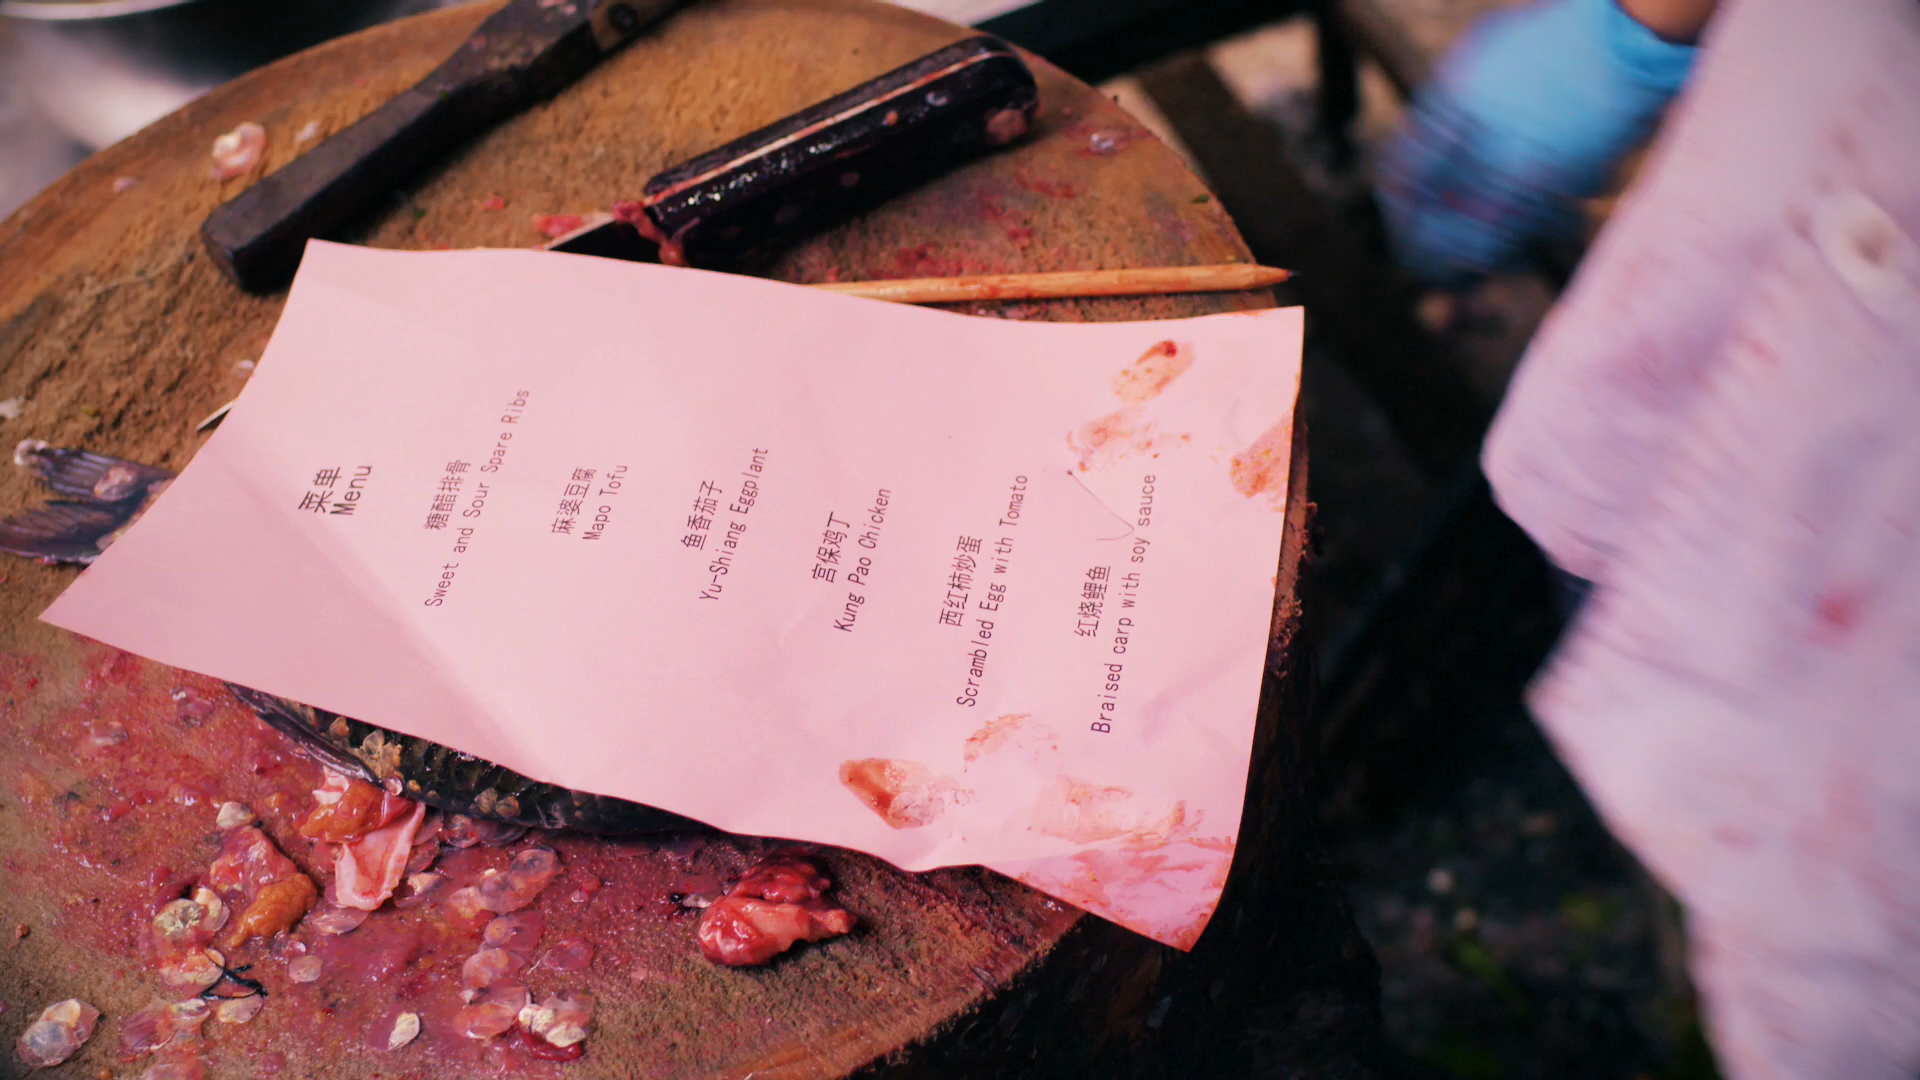 菜单
Menu
糖醋排骨
Sweet and Sour Spare Ribs
麻婆豆腐
Mapo Tofu
鱼香茄子
Yu-Shiang Eggplant
宫保鸡丁
Kung Pao Chicken
西红柿炒蛋
Scrambled Egg with Tomato
红烧鲤鱼
Braised carp with soy sauce